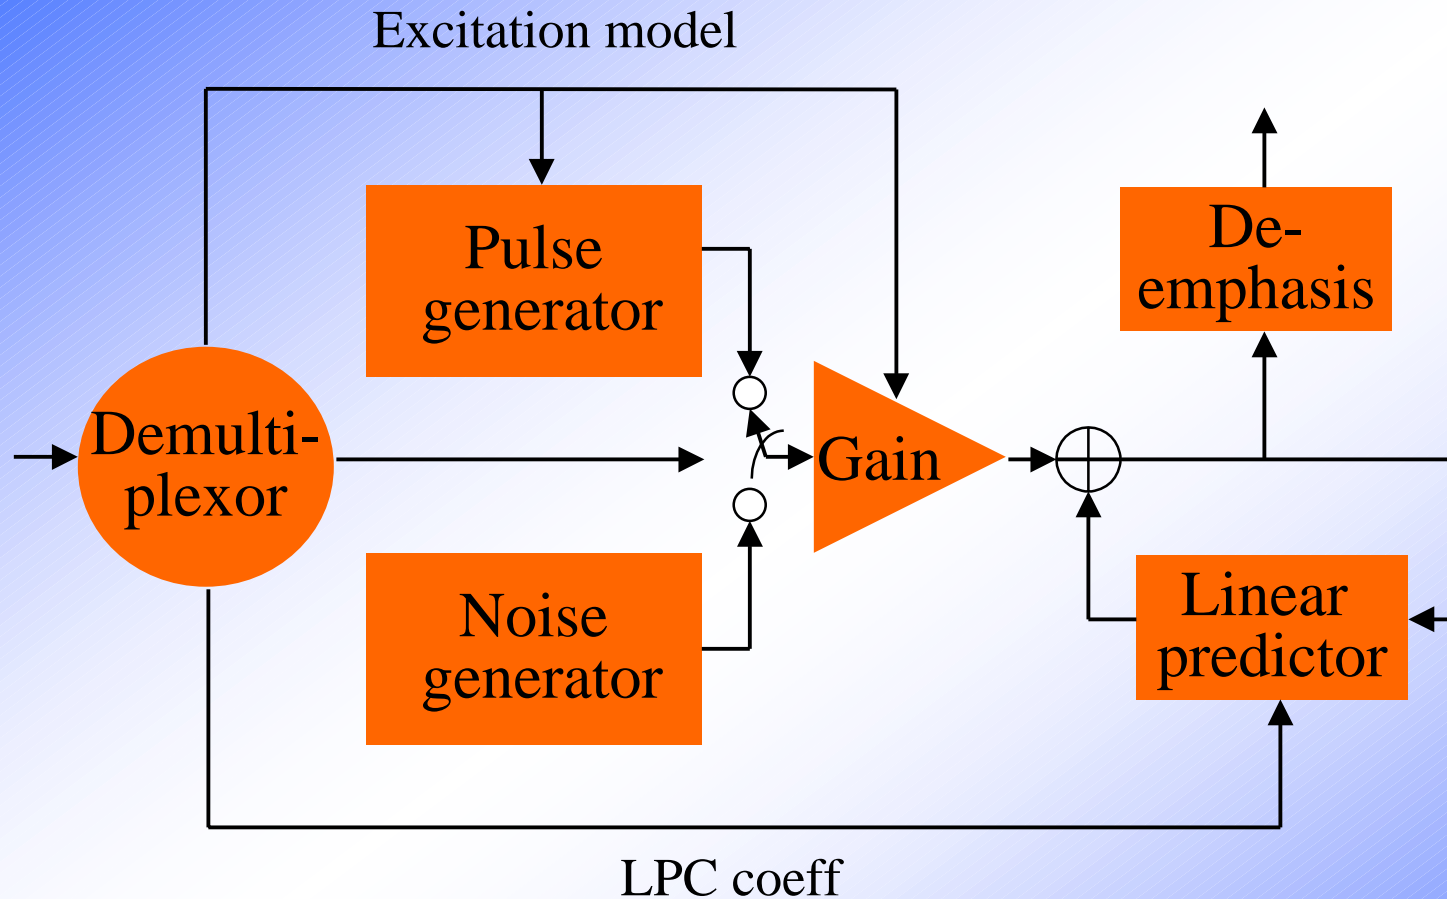 Excitation model
Pulse
generator
De-
emphasis
Demulti-
plexor
Gain
Noise
generator
Linear
predictor
LPC coeff